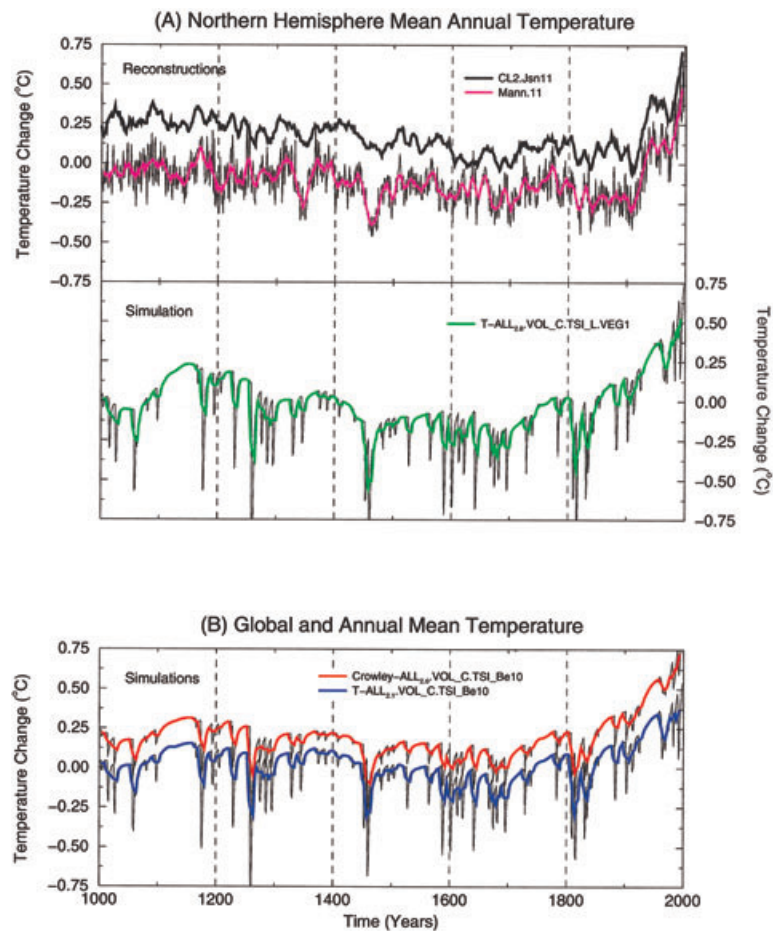 (A) Northern Hemisphere Mean Annual Temperature
0.75
0.50
0.25
0.00
−0.25
−0.50
−0.75
Temperature Change (°C)
Reconstructions
CL2.Jsn11
Mann.11
Simulation
T−ALL2.8.VOL_C.TSI_L.VEG1
0.75
0.50
0.25
0.00
−0.25
−0.50
−0.75
Temperature Change (°C)
(B) Global and Annual Mean Temperature
0.75
0.50
0.25
0.00
−0.25
−0.50
−0.75
Temperature Change (°C)
Simulations
Crowley−ALL2.0.VOL_C.TSI_Be10
T−ALL2.1.VOL_C.TSI_Be10
1000
1200
1400
1600
1800
2000
Time (Years)